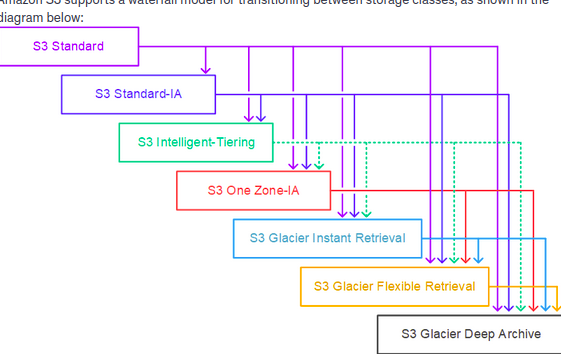 Amazon S3 supports a waterfall model for transitioning between storage classes, as shown in the
diagram below:
S3 Standard
S3 Standard-IA
S3 Intelligent-Tiering
S3 One Zone-IA
S3 Glacier Instant Retrieval
S3 Glacier Flexible Retrieval
S3 Glacier Deep Archive